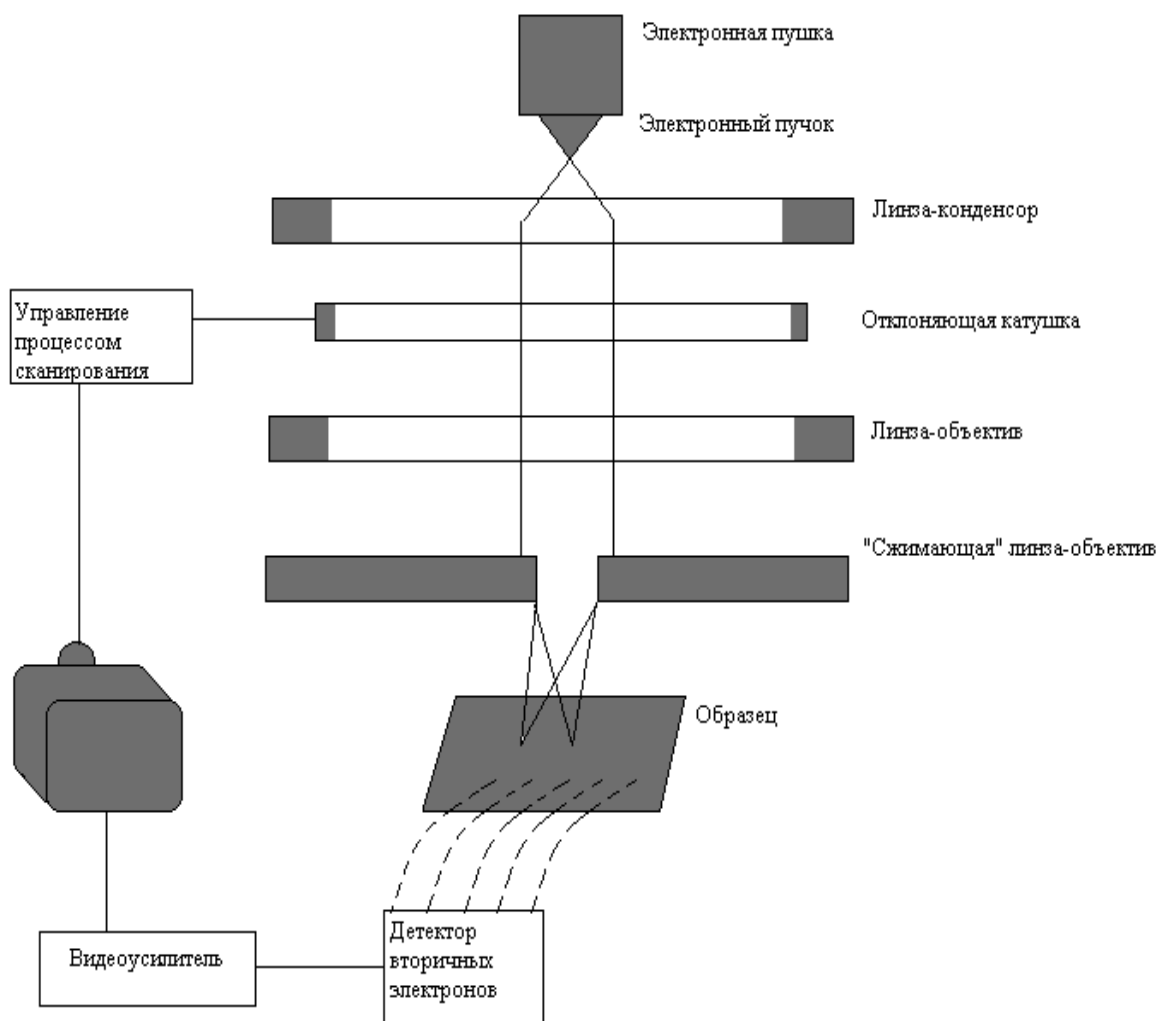 Электронная пушка
Электронный пучок
Линза-конденсор
Управление
процессом
сканирования
Отклоняющая катушка
Линза-объектив
"Сжимающая" линза-объектив
Образец
Видеоусилитель
Детектор
вторичных
электронов